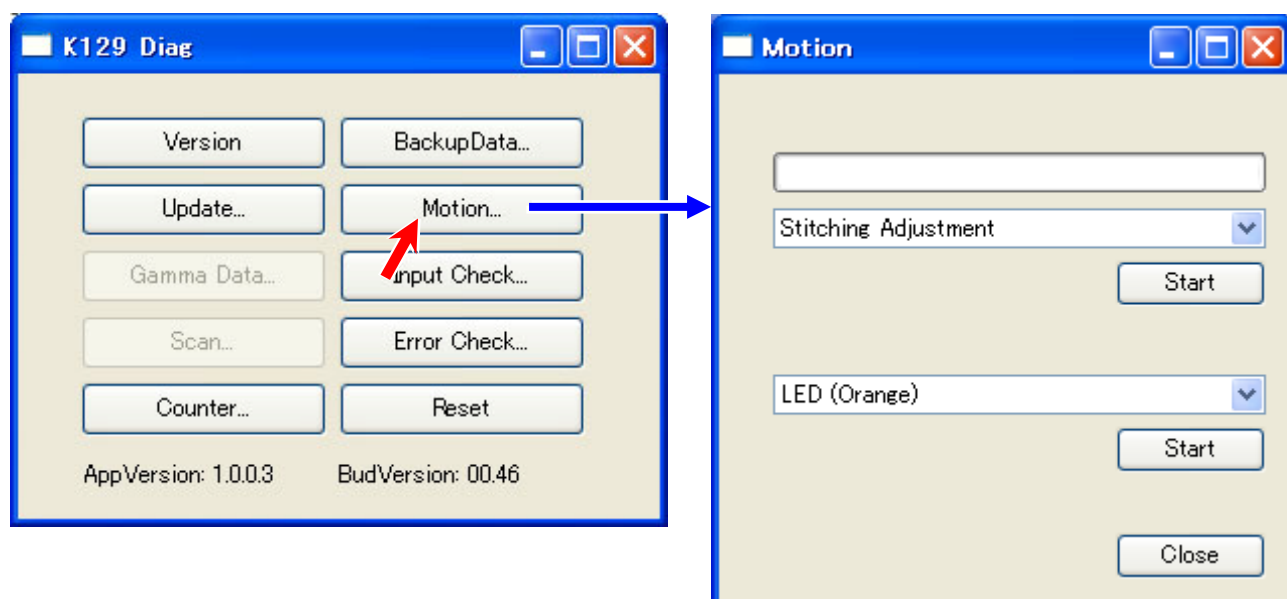 K129 Diag
Version
BackupData...
Update...
Motion...
Gamma Data...
Input Check...
Scan...
Error Check...
Counter...
Reset
AppVersion: 1.0.0.3
BudVersion: 00.46
Motion
Stitching Adjustment
Start
LED (Orange)
Start
Close